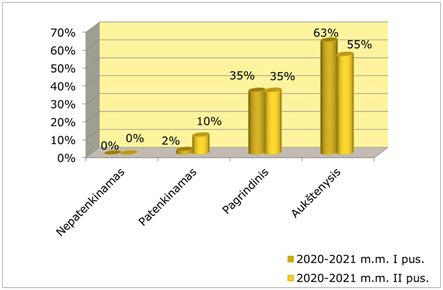 70%
60%
50%
40%
30%
20%
10%
0%
0%
0%
2%
10%
35%
35%
63%
55%
Nepatenkinamas
Patenkinamas
Pagrindinis
Aukštenysis
2020-2021 m.m. I pus.
2020-2021 m.m. II pus.